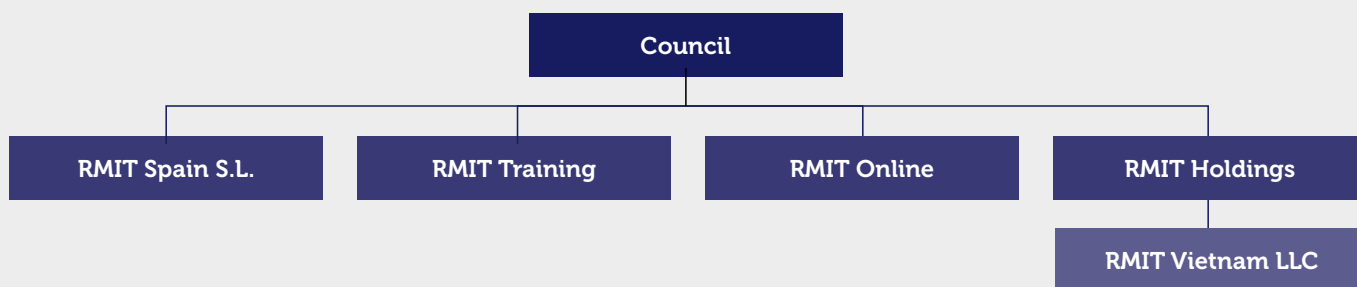 Council
RMIT Spain S.L.
RMIT Training
RMIT Online
RMIT Holdings
RMIT Vietnam LLC